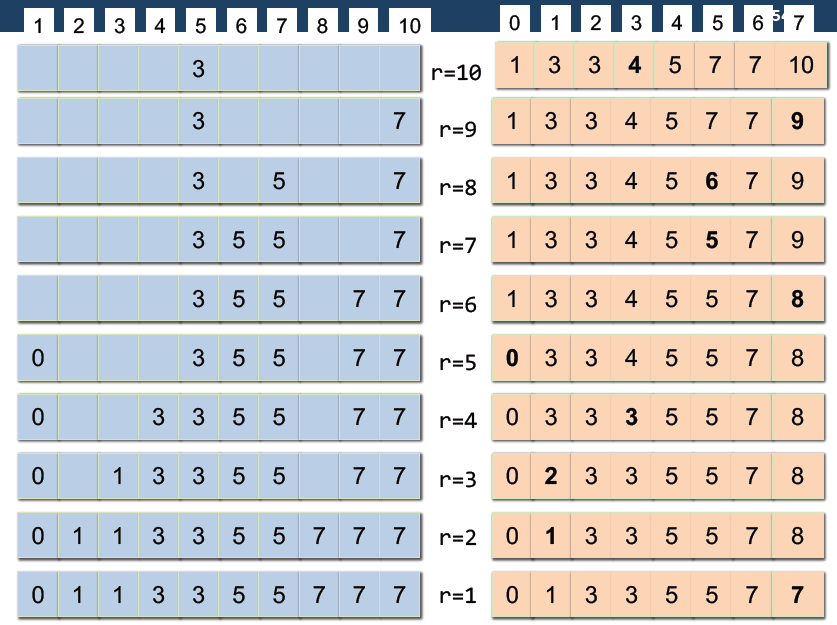 1 2 3 4 5 6 7 8 9 10 0 1 2 3 4 5 6 7
3 r=10 1 3 3 4 5 7 7 10
3 7 r=9 1 3 3 4 5 7 7 9
3 5 7 r=8 1 3 3 4 5 6 7 9
3 5 5 7 r=7 1 3 3 4 5 5 7 9
3 5 5 7 7 r=6 1 3 3 4 5 5 7 8
0 3 5 5 7 7 r=5 0 3 3 4 5 5 7 8
0 3 3 5 5 7 7 r=4 0 3 3 3 5 5 7 8
0 1 3 3 5 5 7 7 r=3 0 2 3 3 5 5 7 8
0 1 1 3 3 5 5 7 7 7 r=2 0 1 3 3 5 5 7 8
0 1 1 3 3 5 5 7 7 7 r=1 0 1 3 3 5 5 7 7